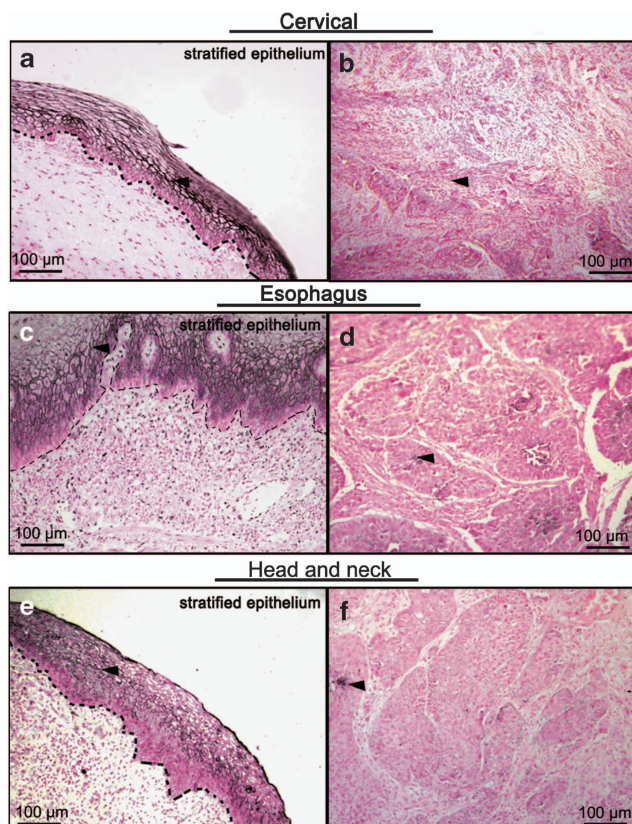 Cervical
a
stratified epithelium
b
100 µm
100 µm
Esophagus
c
stratified epithelium
d
100 µm
100 µm
Head and neck
e
stratified epithelium
f
100 µm
100 µm